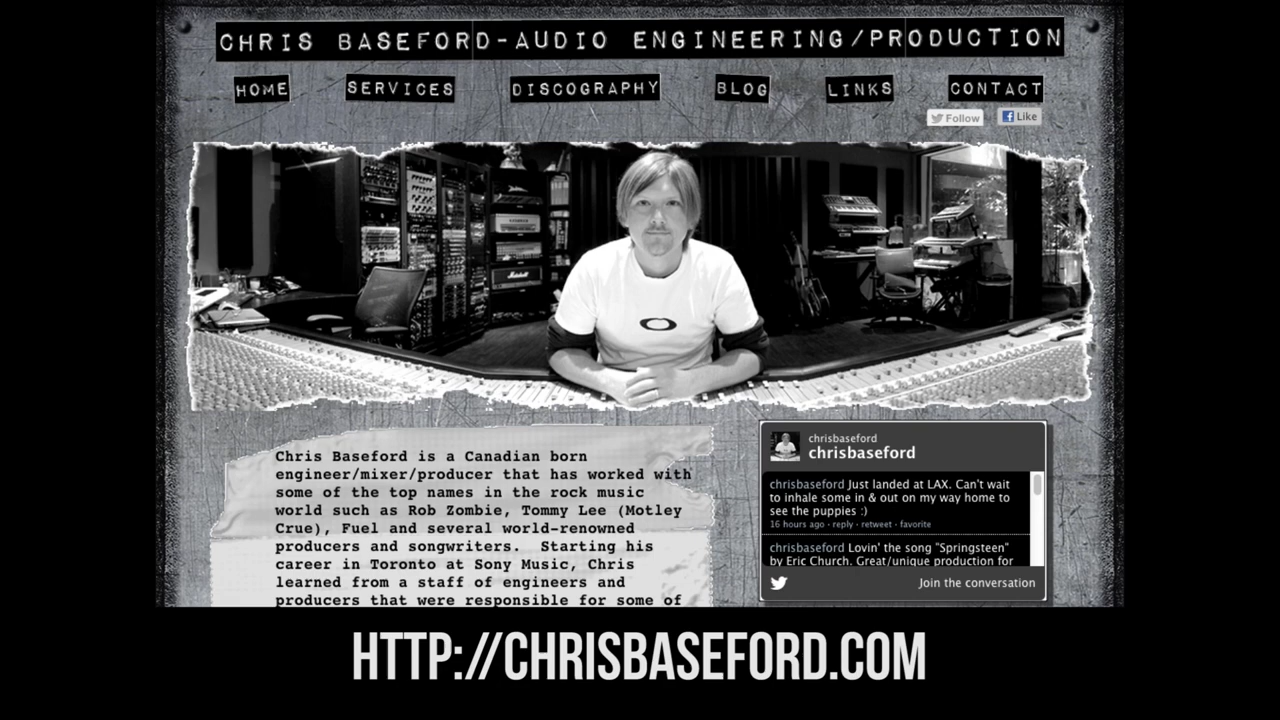 CHRIS BASEFORD-AUDIO ENGINEERING/PRODUCTION
HOME SERVICES DISCOGRAPHY BLOG LINKS CONTACT
Follow Like
Marshall
Chris Baseford is a Canadian born
engineer/mixer/producer that has worked with
some of the top names in the rock music
world such as Rob Zombie, Tommy Lee (Motley
Crue), Fuel and several world-renowned
producers and songwriters. Starting his
career in Toronto at Sony Music, Chris
learned from a staff of engineers and
producers that were responsible for some of
chrisbaseford
chrisbaseford
chrisbaseford Just landed at LAX. Can't wait
to inhale some in & out on my way home to
see the puppies :)
16 hours ago · reply · retweet · favorite
chrisbaseford Lovin' the song "Springsteen"
by Eric Church. Great/unique production for
Join the conversation
HTTP://CHRISBASEFORD.COM